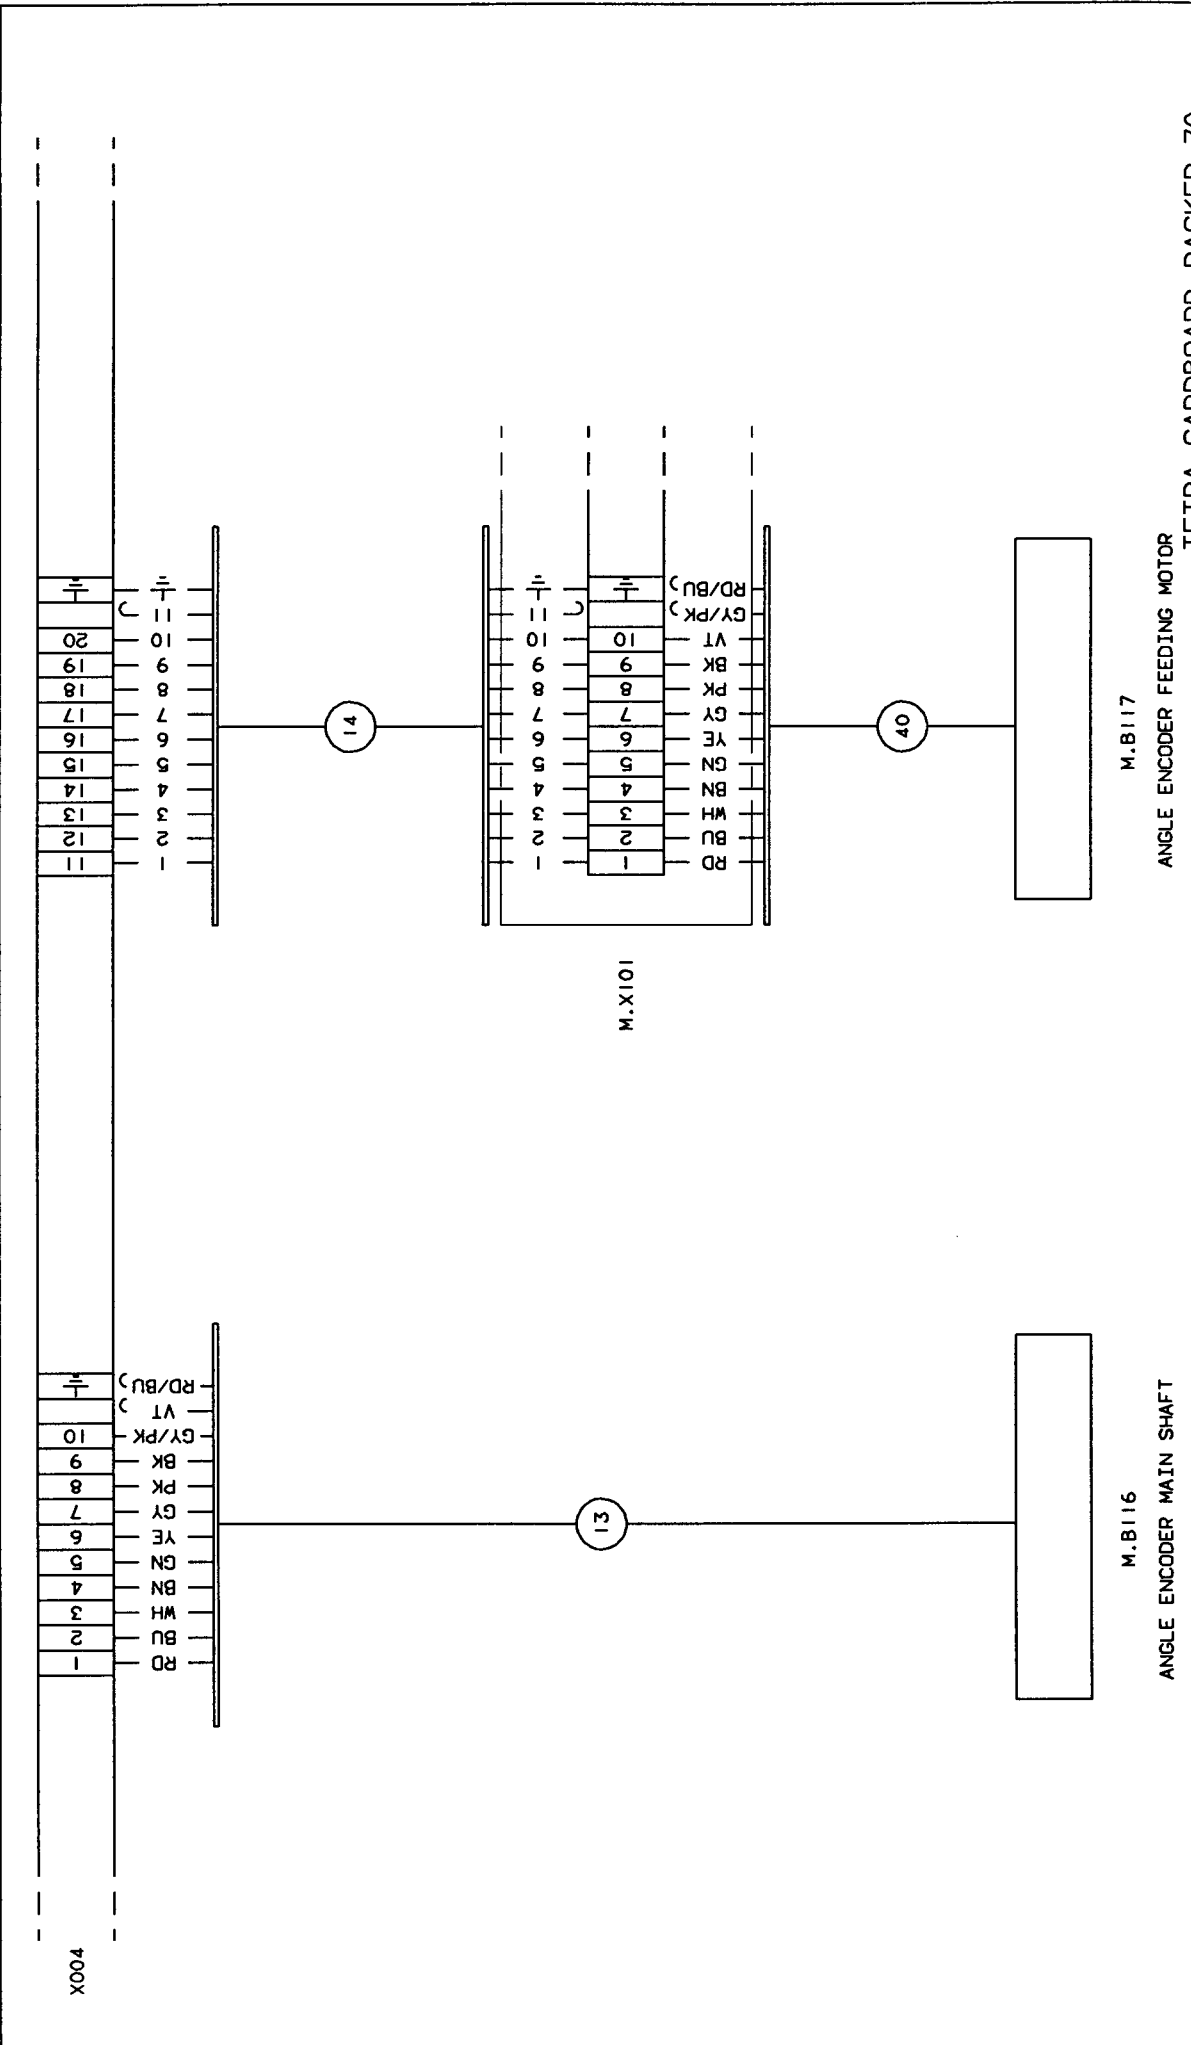 X004
1 2 3 4 5 6 7 8 9 10
11 12 13 14 15 16 17 18 19 20
RD BU WH BN GN YE GY PK BK GY/PK VT RD/BU
1 2 3 4 5 6 7 8 9 10 11
13
14
M.X101
1 2 3 4 5 6 7 8 9 10 11
1 2 3 4 5 6 7 8 9 10
RD BU WH BN GN YE GY PK BK VT GY/PK RD/BU
40
M.B116
ANGLE ENCODER MAIN SHAFT
M.B117
ANGLE ENCODER FEEDING MOTOR
TETRA CARDBOARD PACKER 70